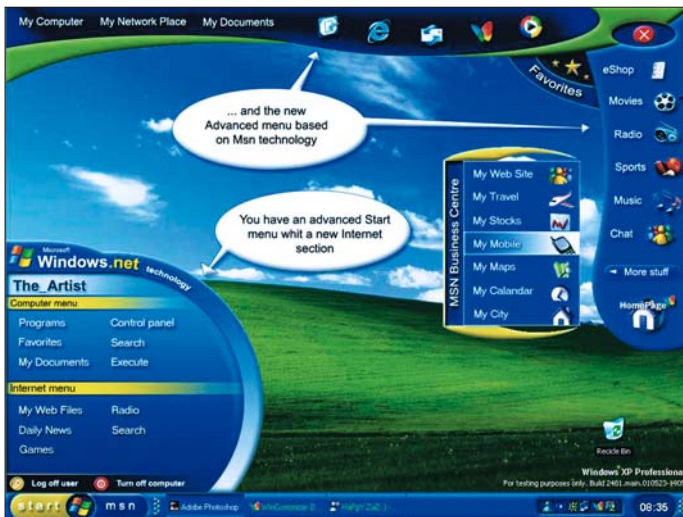 My Computer My Network Place My Documents
Favorites
eShop
Movies
Radio
Sports
Music
Chat
More stuff
HomePage
... and the new
Advanced menu based
on Msn technology
You have an advanced Start
menu whit a new Internet
section
MSN Business Centre
My Web Site
My Travel
My Stocks
My Mobile
My Maps
My Calandar
My City
Microsoft
Windows.net technology
The_Artist
Computer menu
Programs Control panel
Favorites Search
My Documents Execute
Internet menu
My Web Files Radio
Daily News Search
Games
Log off user Turn off computer
Recicle Bin
Windows XP Professional
For testing purposes only. Build 2481.main.010523-1905
start msn Adobe Photoshop 08:35